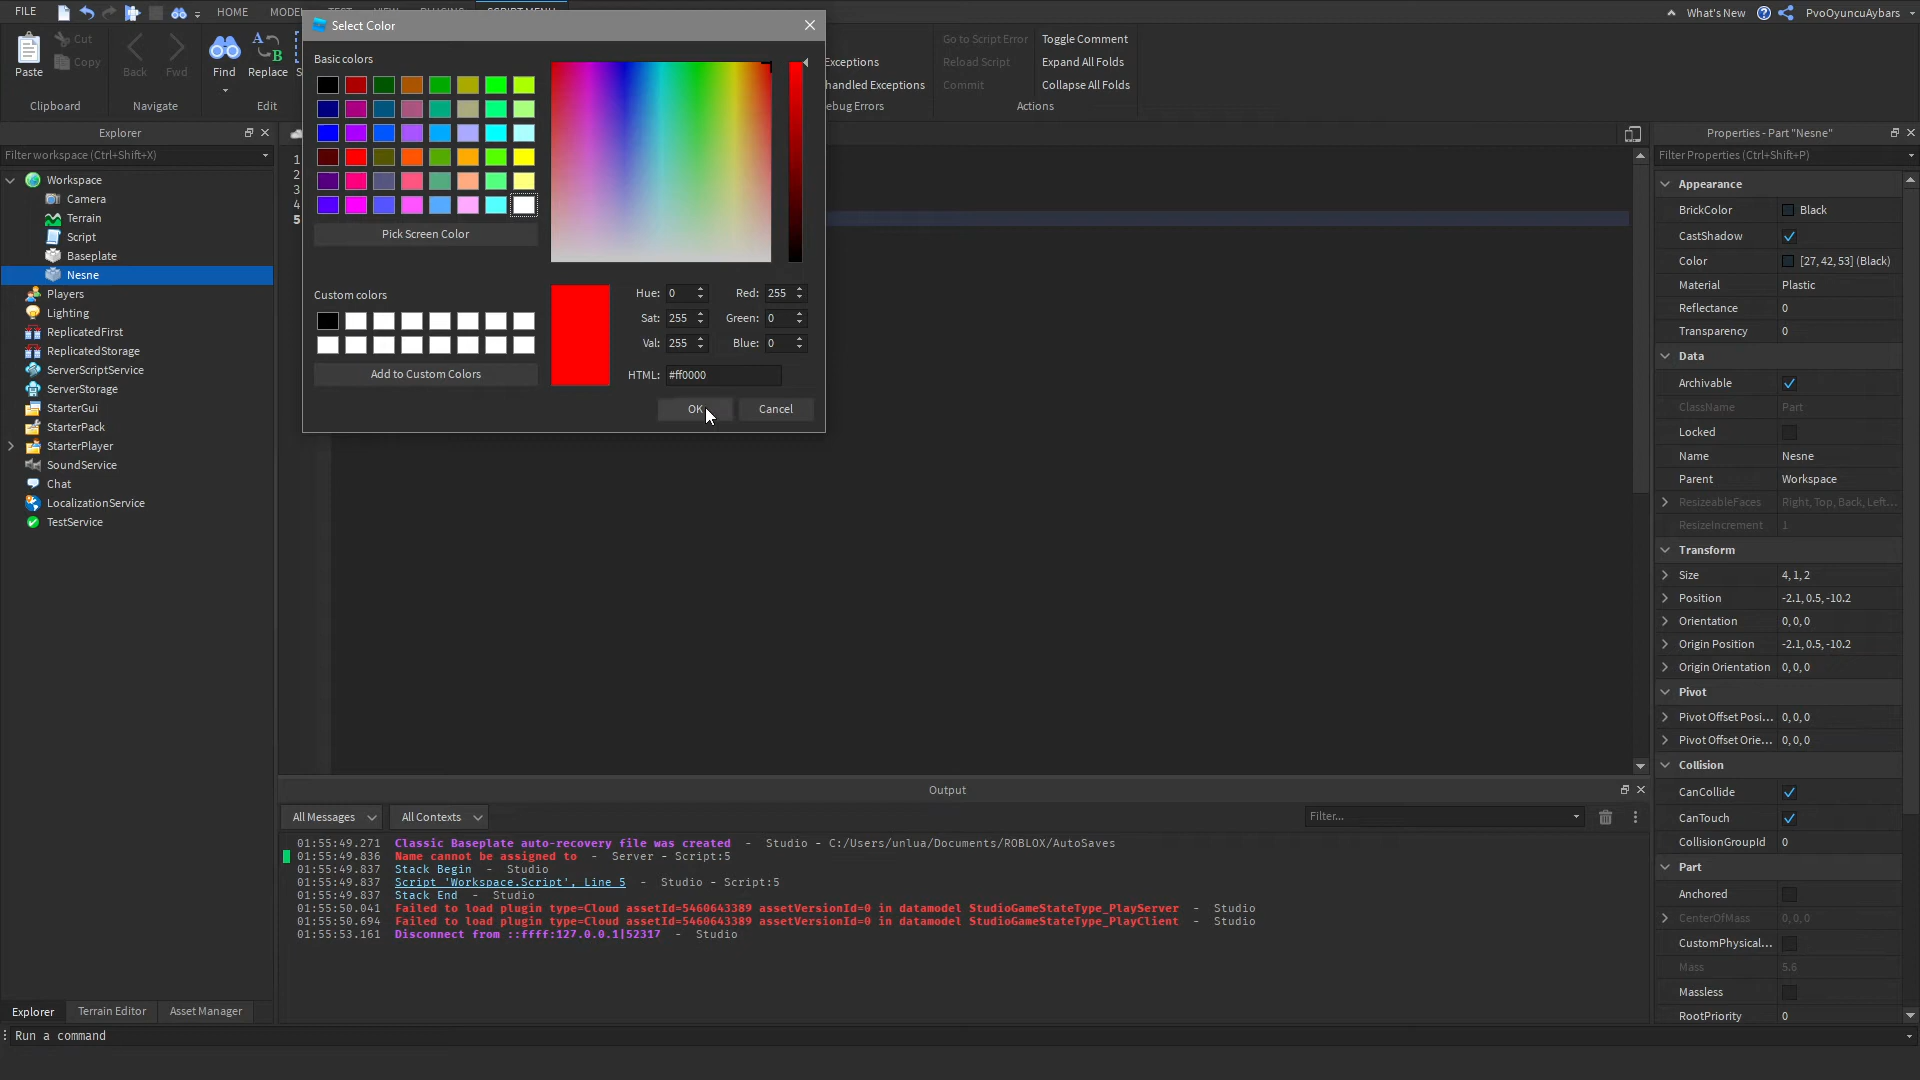 FILE
HOME
What's New
PvoOyuncuAybars
Paste
Cut
Copy
Back
Fwd
Find
Replace
Clipboard
Navigate
Edit
Select Color
Basic colors
Pick Screen Color
Custom colors
Add to Custom Colors
Hue: 0
Red: 255
Sat: 255
Green: 0
Val: 255
Blue: 0
HTML: #ff0000
OK
Cancel
Go to Script Error
Reload Script
Commit
Toggle Comment
Expand All Folds
Collapse All Folds
Actions
Explorer
Filter workspace (Ctrl+Shift+X)
Workspace
Camera
Terrain
Script
Baseplate
Nesne
Players
Lighting
ReplicatedFirst
ReplicatedStorage
ServerScriptService
ServerStorage
StarterGui
StarterPack
StarterPlayer
SoundService
Chat
LocalizationService
TestService
Explorer
Terrain Editor
Asset Manager
Run a command
1
2
3
4
5
Output
All Messages
All Contexts
Filter...
01:55:49.271 Classic Baseplate auto-recovery file was created - Studio - C:/Users/unlua/Documents/ROBLOX/AutoSaves
01:55:49.836 Name cannot be assigned to - Server - Script:5
01:55:49.837 Stack Begin - Studio
01:55:49.837 Script 'Workspace.Script', Line 5 - Studio - Script:5
01:55:49.837 Stack End - Studio
01:55:50.041 Failed to load plugin type=Cloud assetId=5460643389 assetVersionId=0 in datamodel StudioGameStateType_PlayServer - Studio
01:55:50.694 Failed to load plugin type=Cloud assetId=5460643389 assetVersionId=0 in datamodel StudioGameStateType_PlayClient - Studio
01:55:53.161 Disconnect from ::ffff:127.0.0.1|52317 - Studio
Properties - Part "Nesne"
Filter Properties (Ctrl+Shift+P)
Appearance
BrickColor Black
CastShadow
Color [27, 42, 53] (Black)
Material Plastic
Reflectance 0
Transparency 0
Data
Archivable
ClassName Part
Locked
Name Nesne
Parent Workspace
ResizeableFaces Right, Top, Back, Left...
ResizeIncrement 1
Transform
Size 4, 1, 2
Position -2.1, 0.5, -10.2
Orientation 0, 0, 0
Origin Position -2.1, 0.5, -10.2
Origin Orientation 0, 0, 0
Pivot
Pivot Offset Posi... 0, 0, 0
Pivot Offset Orie... 0, 0, 0
Collision
CanCollide
CanTouch
CollisionGroupId 0
Part
Anchored
CenterOfMass 0, 0, 0
CustomPhysical...
Mass 5.6
Massless
RootPriority 0